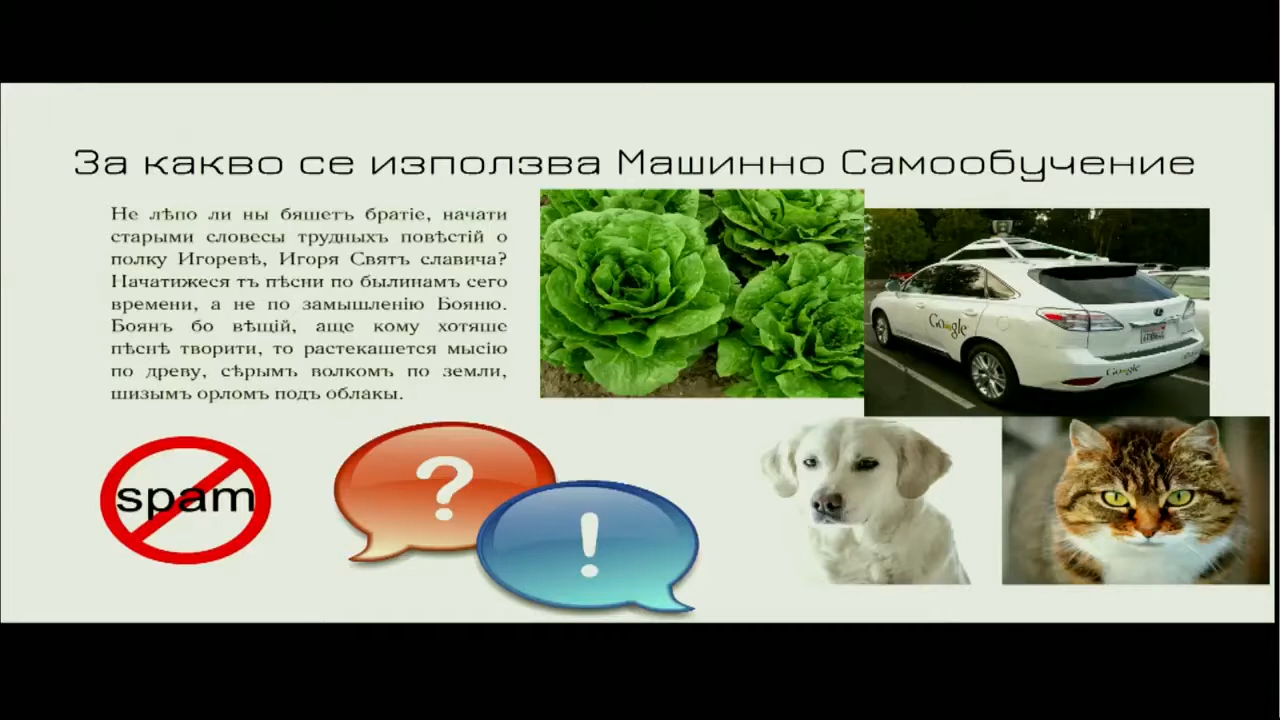 За какво се използва Машинно Самообучение
Не лѣпо ли ны бяшетъ братіе, начати
старыми словесы трудныхъ повѣстій о
полку Игоревѣ, Игоря Святъ славича?
Начатижеся тъ пѣсни по былинамъ сего
времени, а не по замышленію Бояню.
Боянъ бо вѣщій, аще кому хотяше
пѣснѣ творити, то растекашется мысію
по древу, сѣрымъ волкомъ по земли,
шизымъ орломъ подъ облакы.
Google
Google
spam
?
!